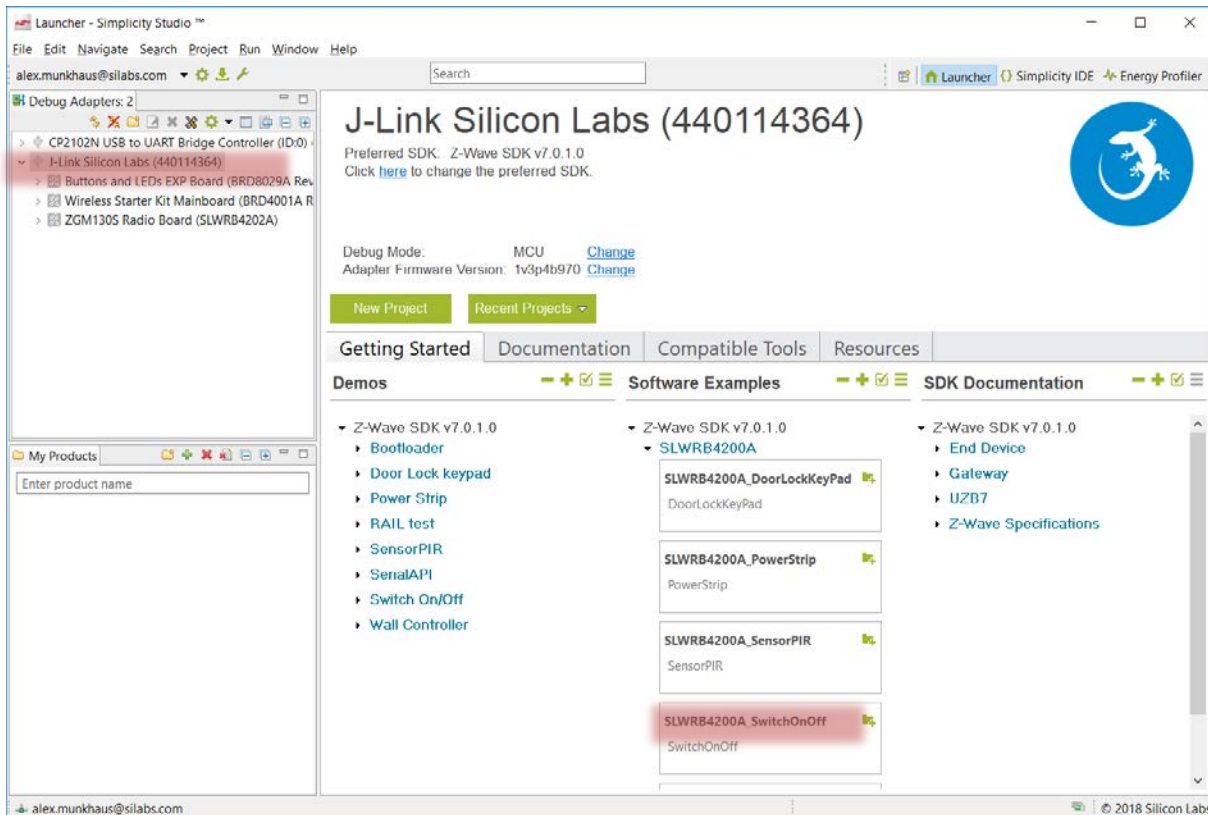 Launcher - Simplicity Studio ™
File Edit Navigate Search Project Run Window Help
alex.munkhaus@silabs.com
Search
Launcher {} Simplicity IDE Energy Profiler
Debug Adapters: 2
CP2102N USB to UART Bridge Controller (ID:0)
J-Link Silicon Labs (440114364)
Buttons and LEDs EXP Board (BRD8029A Rev
Wireless Starter Kit Mainboard (BRD4001A R
ZGM130S Radio Board (SLWRB4202A)
My Products
Enter product name
J-Link Silicon Labs (440114364)
Preferred SDK: Z-Wave SDK v7.0.1.0
Click here to change the preferred SDK.
Debug Mode: MCU Change
Adapter Firmware Version: 1v3p4b970 Change
New Project Recent Projects
Getting Started Documentation Compatible Tools Resources
Demos
Z-Wave SDK v7.0.1.0
Bootloader
Door Lock keypad
Power Strip
RAIL test
SensorPIR
SerialAPI
Switch On/Off
Wall Controller
Software Examples
Z-Wave SDK v7.0.1.0
SLWRB4200A
SLWRB4200A_DoorLockKeyPad
DoorLockKeyPad
SLWRB4200A_PowerStrip
PowerStrip
SLWRB4200A_SensorPIR
SensorPIR
SLWRB4200A_SwitchOnOff
SwitchOnOff
SDK Documentation
Z-Wave SDK v7.0.1.0
End Device
Gateway
UZB7
Z-Wave Specifications
alex.munkhaus@silabs.com
© 2018 Silicon Labs